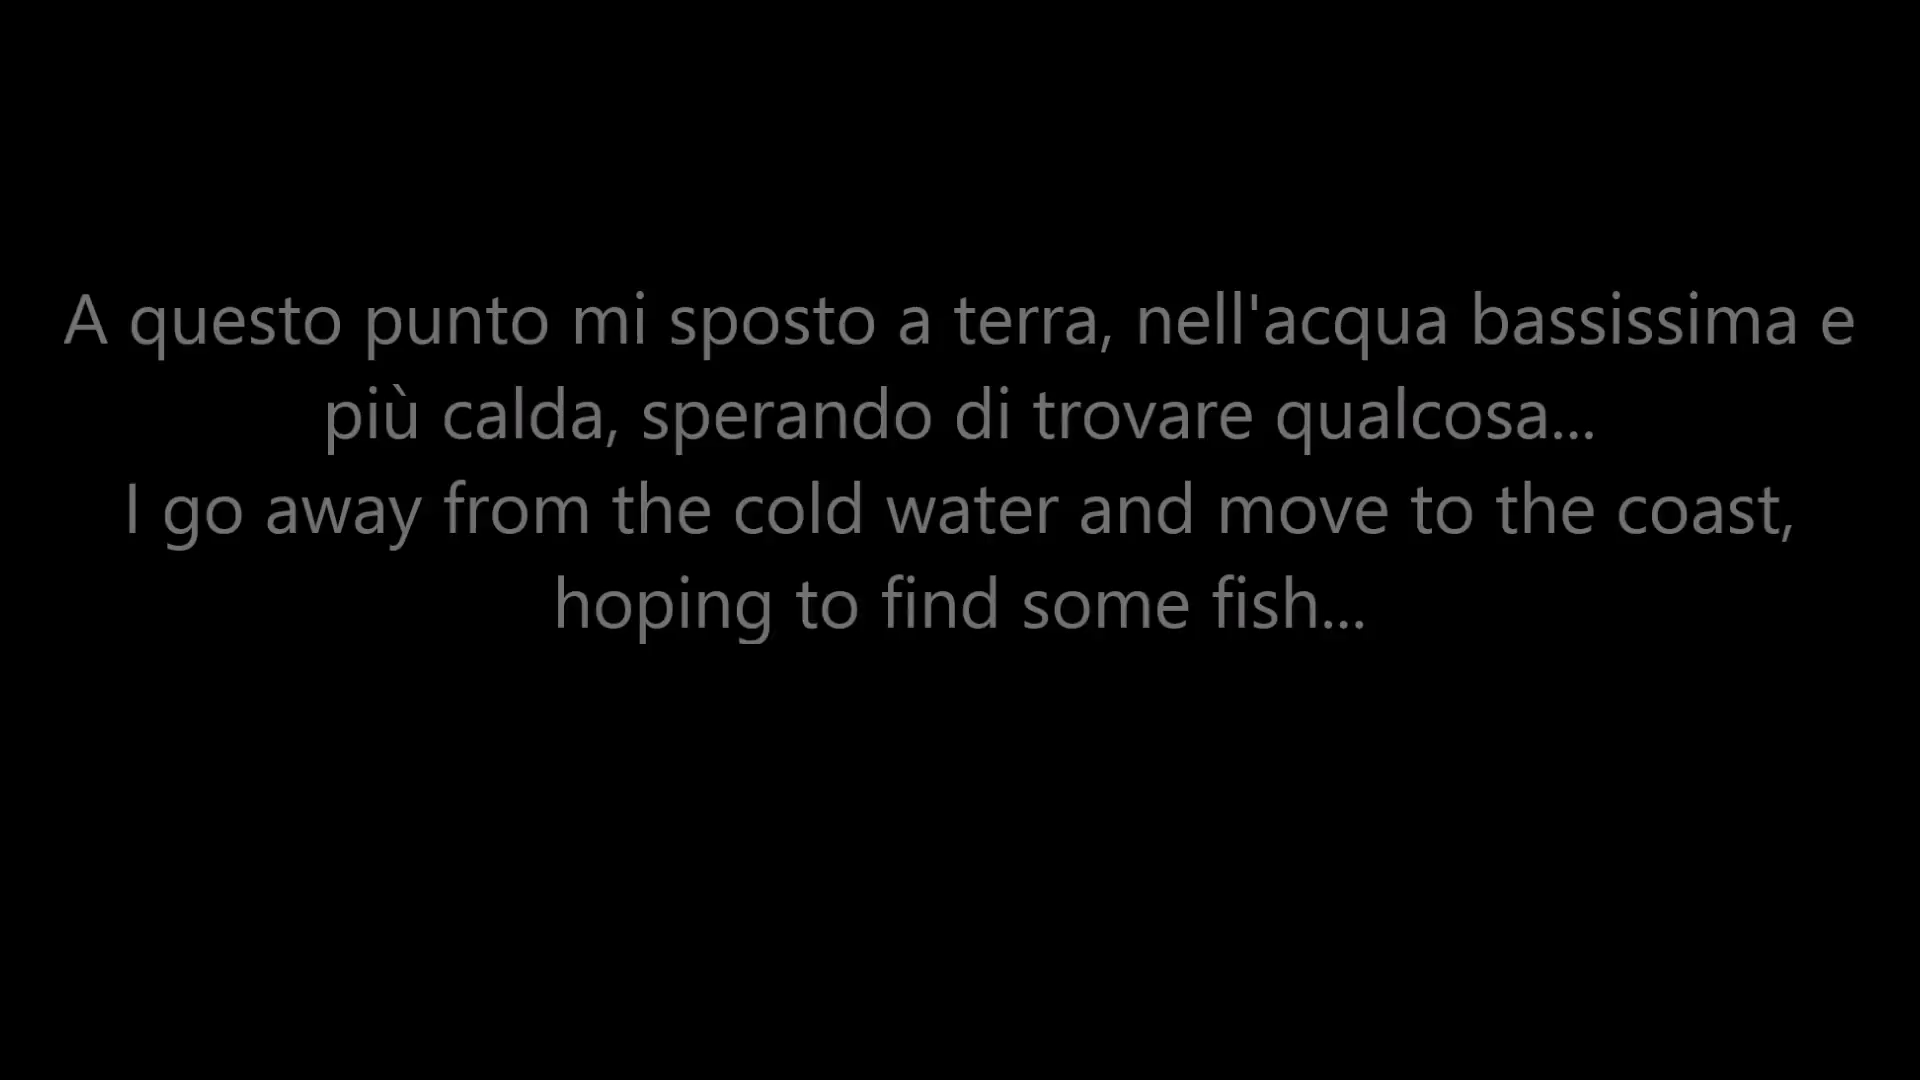 A questo punto mi sposto a terra, nell'acqua bassissima e
più calda, sperando di trovare qualcosa...
I go away from the cold water and move to the coast,
hoping to find some fish...